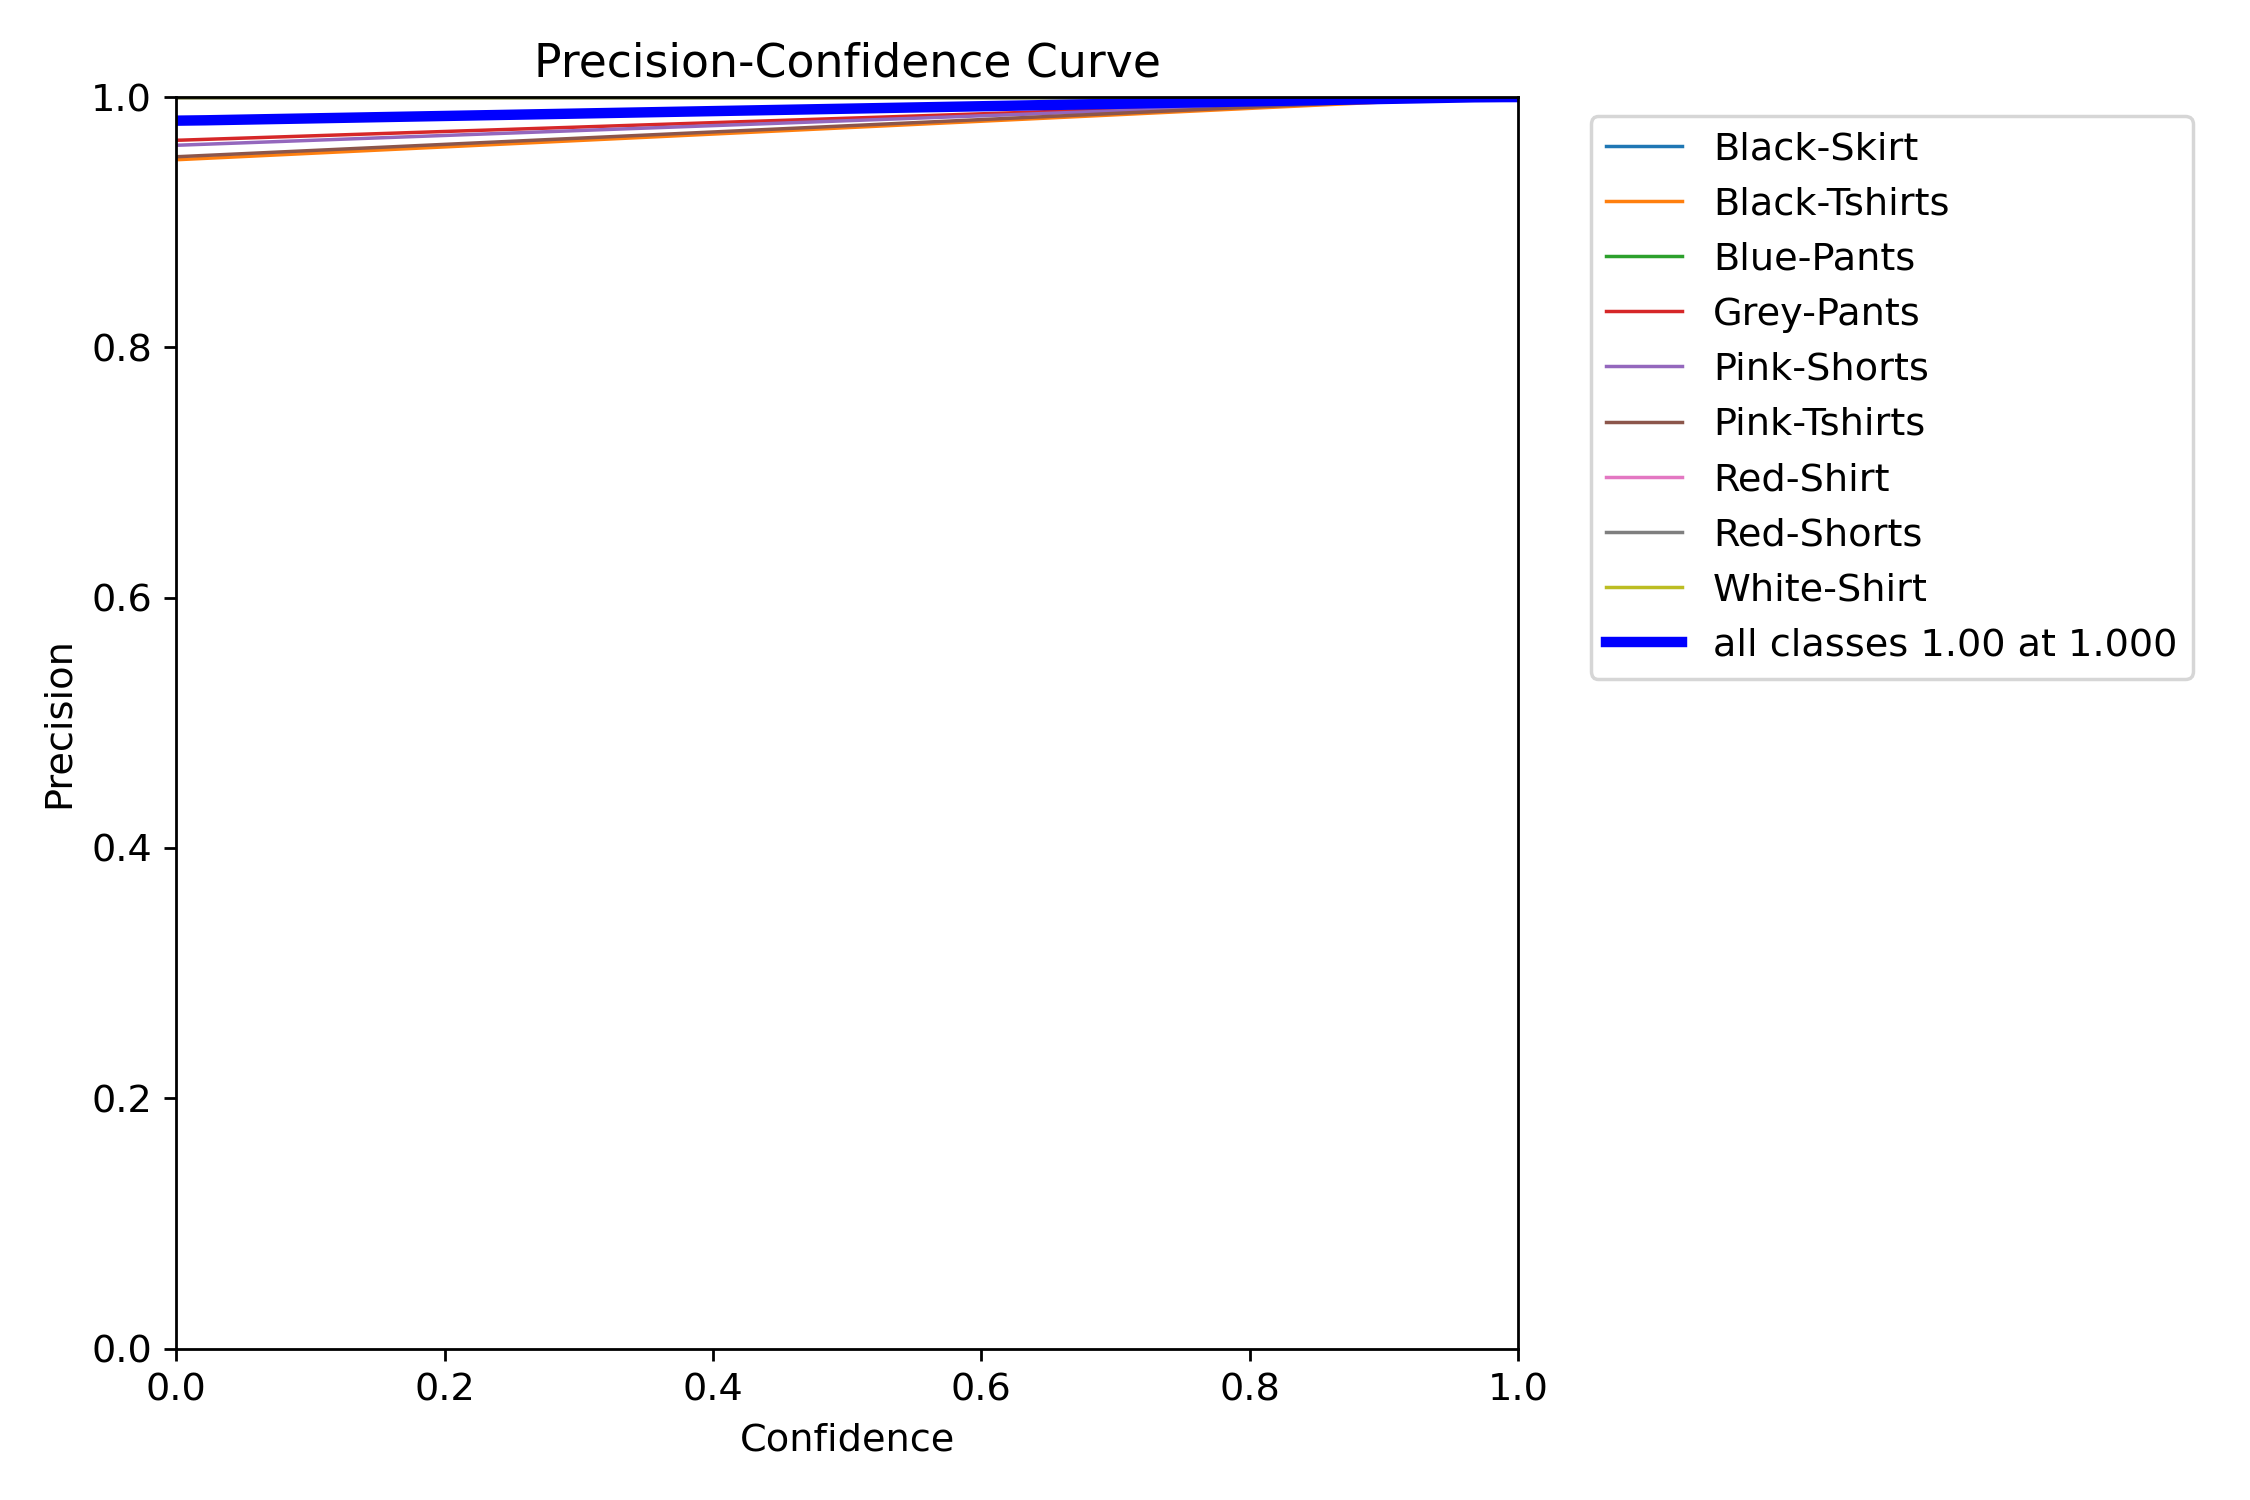 Precision-Confidence Curve
1.0
0.8
0.6
0.4
0.2
0.0
Precision
0.0 0.2 0.4 0.6 0.8 1.0
Confidence
Black-Skirt
Black-Tshirts
Blue-Pants
Grey-Pants
Pink-Shorts
Pink-Tshirts
Red-Shirt
Red-Shorts
White-Shirt
all classes 1.00 at 1.000